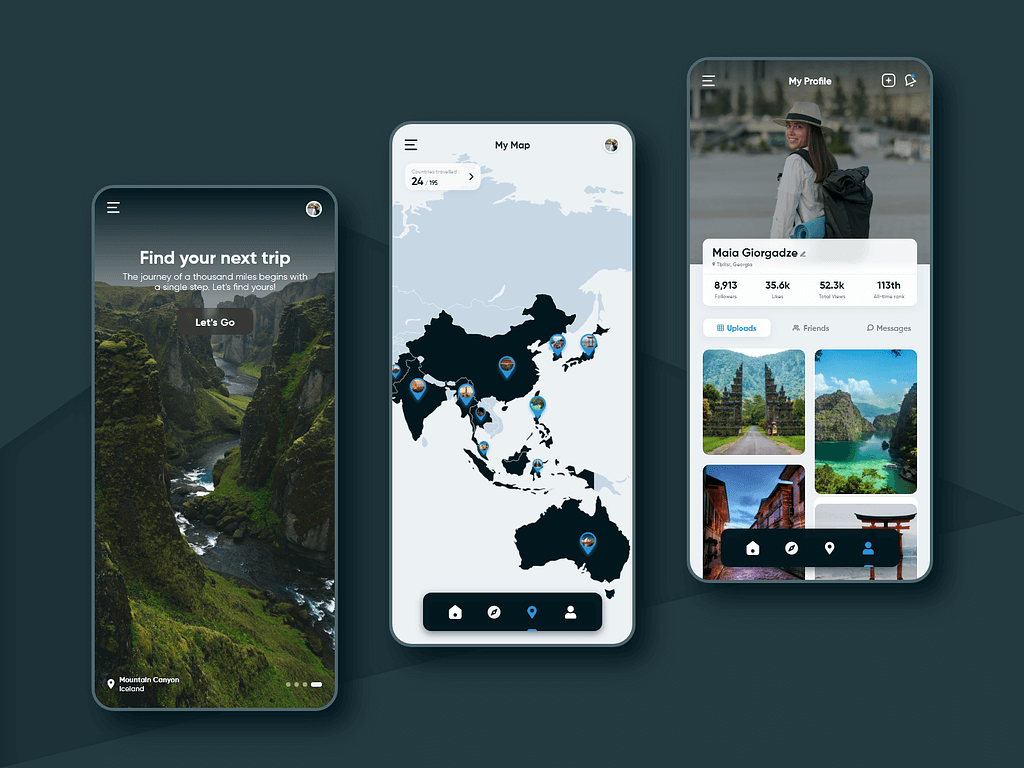 Find your next trip
The journey of a thousand miles begins with
a single step. Let's find yours!
Let's Go
Mountain Canyon
Iceland
My Map
Countries travelled :
24 / 195
My Profile
Maia Giorgadze
Tbilisi, Georgia
8,913 35.6k 52.3k 113th
Followers Likes Total Views All-time rank
Uploads Friends Messages